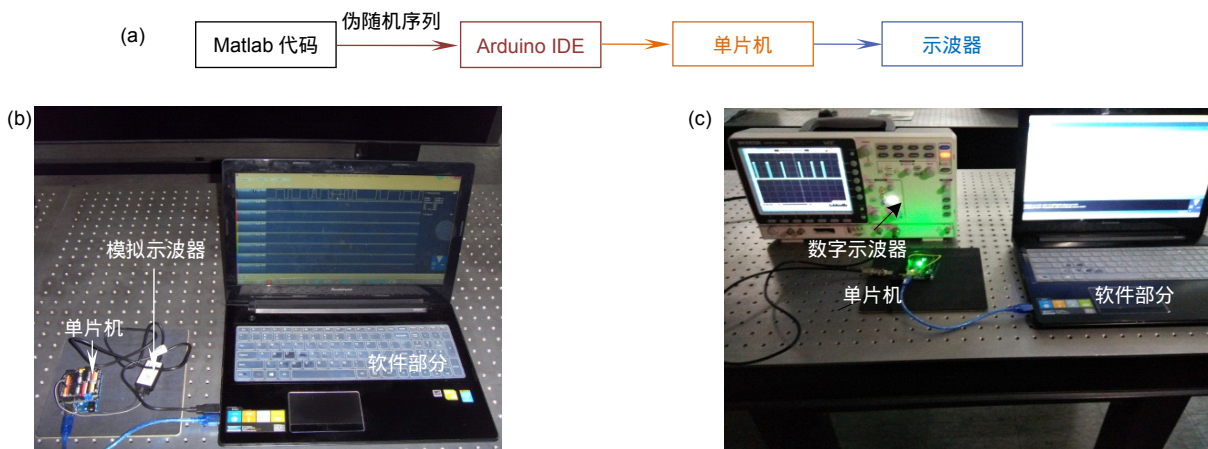 (a)
Matlab 代码
伪随机序列
Arduino IDE
单片机
示波器
(b)
模拟示波器
单片机
软件部分
(c)
数字示波器
单片机
软件部分